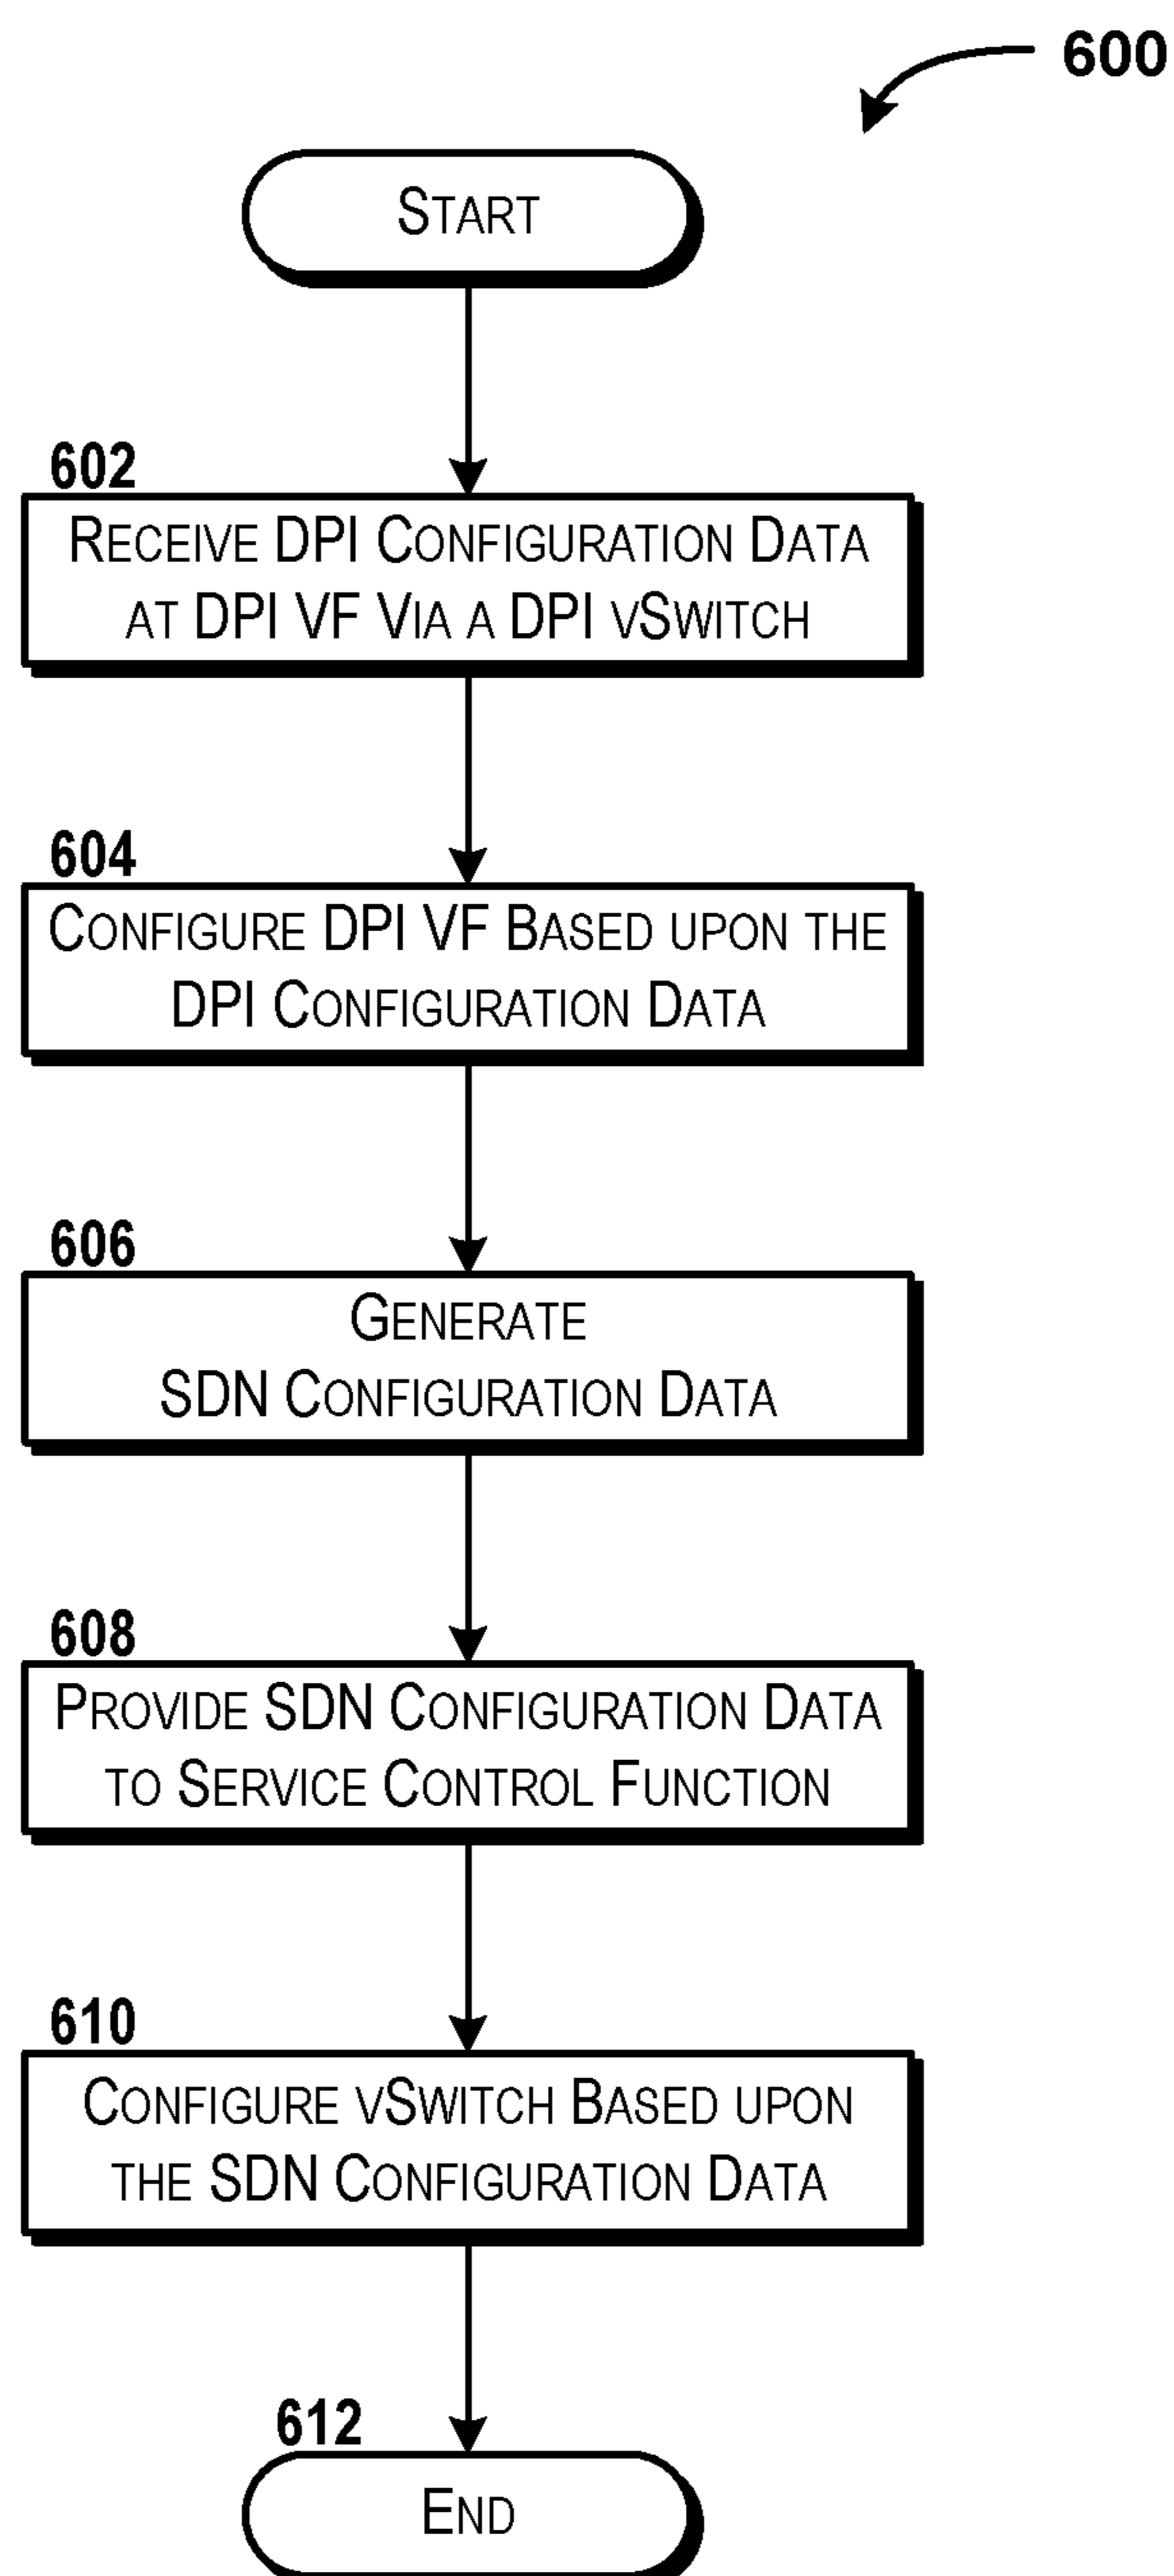 600
START
602
RECEIVE DPI CONFIGURATION DATA
AT DPI VF VIA A DPI VSWITCH
604
CONFIGURE DPI VF BASED UPON THE
DPI CONFIGURATION DATA
606
GENERATE
SDN CONFIGURATION DATA
608
PROVIDE SDN CONFIGURATION DATA
TO SERVICE CONTROL FUNCTION
610
CONFIGURE VSWITCH BASED UPON
THE SDN CONFIGURATION DATA
612
END